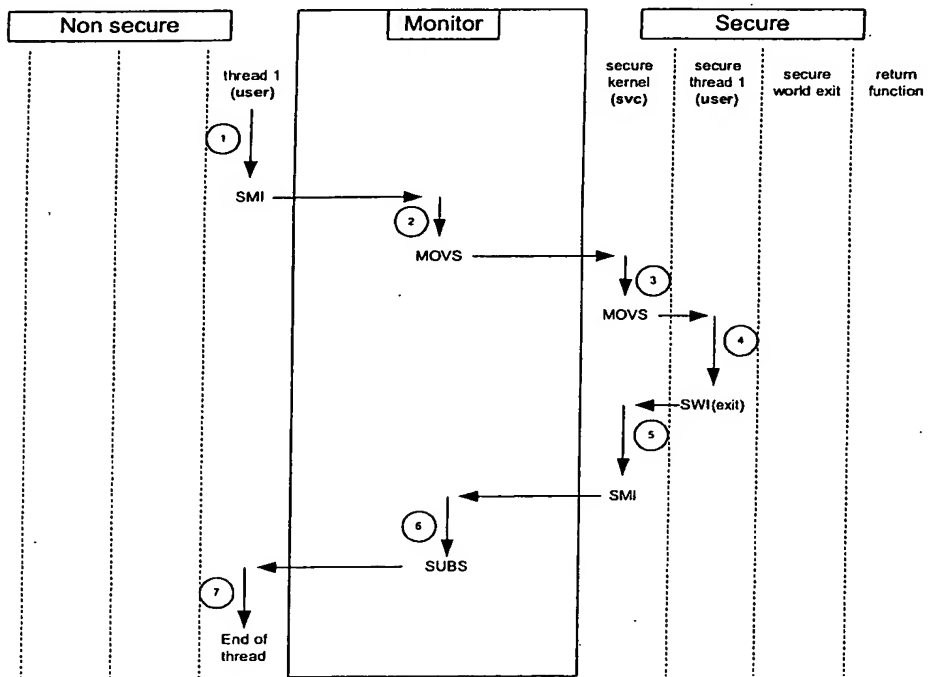 Non secure
Monitor
Secure
thread 1
(user)
secure
kernel
(svc)
secure
thread 1
(user)
secure
world exit
return
function
1
SMI
2
MOVS
3
MOVS
4
SWI(exit)
5
SMI
6
SUBS
7
End of
thread